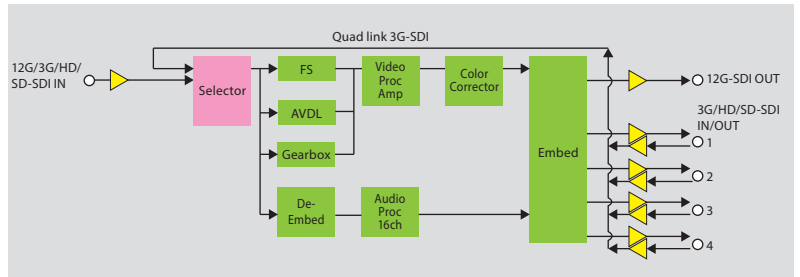 Quad link 3G-SDI
12G/3G/HD/
SD-SDI IN
Selector
FS
AVDL
Gearbox
De-
Embed
Video
Proc
Amp
Color
Corrector
Audio
Proc
16ch
Embed
12G-SDI OUT
3G/HD/SD-SDI
IN/OUT
1
2
3
4